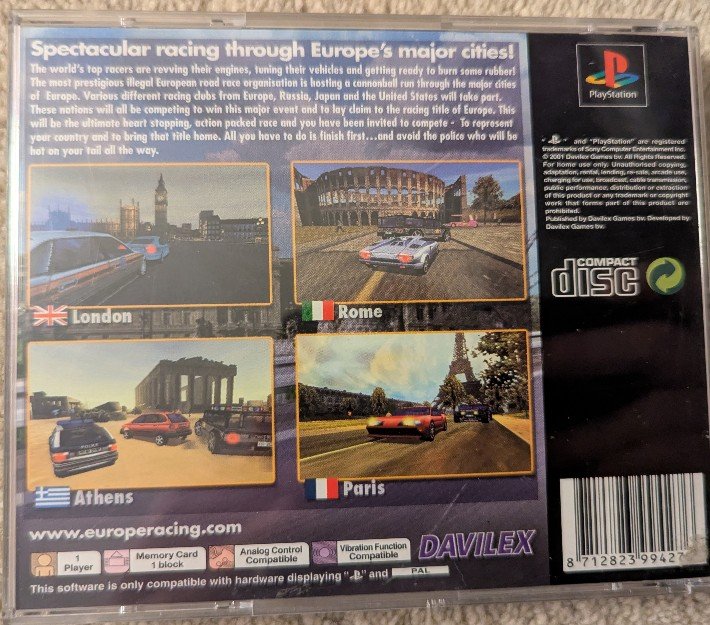 Spectacular racing through Europe's major cities!
The world's top racers are revving their engines, tuning their vehicles and getting ready to burn some rubber!
The most prestigious illegal European road race organisation is hosting a cannonball run through the major cities
of Europe. Various different racing clubs from Europe, Russia, Japan and the United States will take part.
These nations will all be competing to win this major event and to lay claim to the racing title of Europe. This
will be the ultimate heart stopping, action packed race and you have been invited to compete - To represent
your country and to bring that title home. All you have to do is finish first...and avoid the police who will be
hot on your tail all the way.
London
Rome
Athens
Paris
www.europeracing.com
1
Player
Memory Card
1 block
Analog Control
Compatible
Vibration Function
Compatible
DAVILEX
This software is only compatible with hardware displaying " " and
PAL
PlayStation
" " and "PlayStation" are registered
trademarks of Sony Computer Entertainment Inc.
© 2001 Davilex Games bv. All Rights Reserved.
For home use only. Unauthorised copying,
adaptation, rental, lending, re-sale, arcade use,
charging for use, broadcast, cable transmission,
public performance, distribution or extraction
of this product or any trademark or copyright
work that forms part of this product are
prohibited.
Published by Davilex Games bv. Developed by
Davilex Games bv.
COMPACT
disc
8 712823 99427